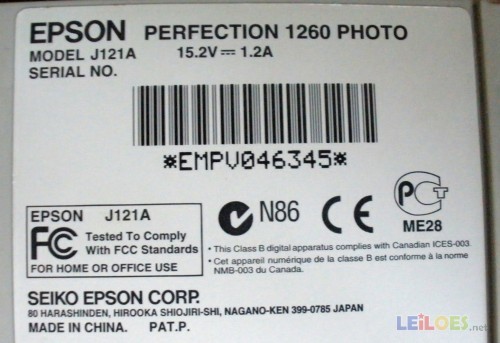 EPSON PERFECTION 1260 PHOTO
MODEL J121A 15.2V⎓ 1.2A
SERIAL NO.
*EMPV046345*
EPSON J121A
FC Tested To Comply
With FCC Standards
FOR HOME OR OFFICE USE
N86 CE PCT
ME28
• This Class B digital apparatus complies with Canadian ICES-003.
• Cet appareil numérique de la classe B est conforme à la norme
NMB-003 du Canada.
SEIKO EPSON CORP.
80 HARASHINDEN, HIROOKA SHIOJIRI-SHI, NAGANO-KEN 399-0785 JAPAN
MADE IN CHINA. PAT.P.
LEiLOES.net